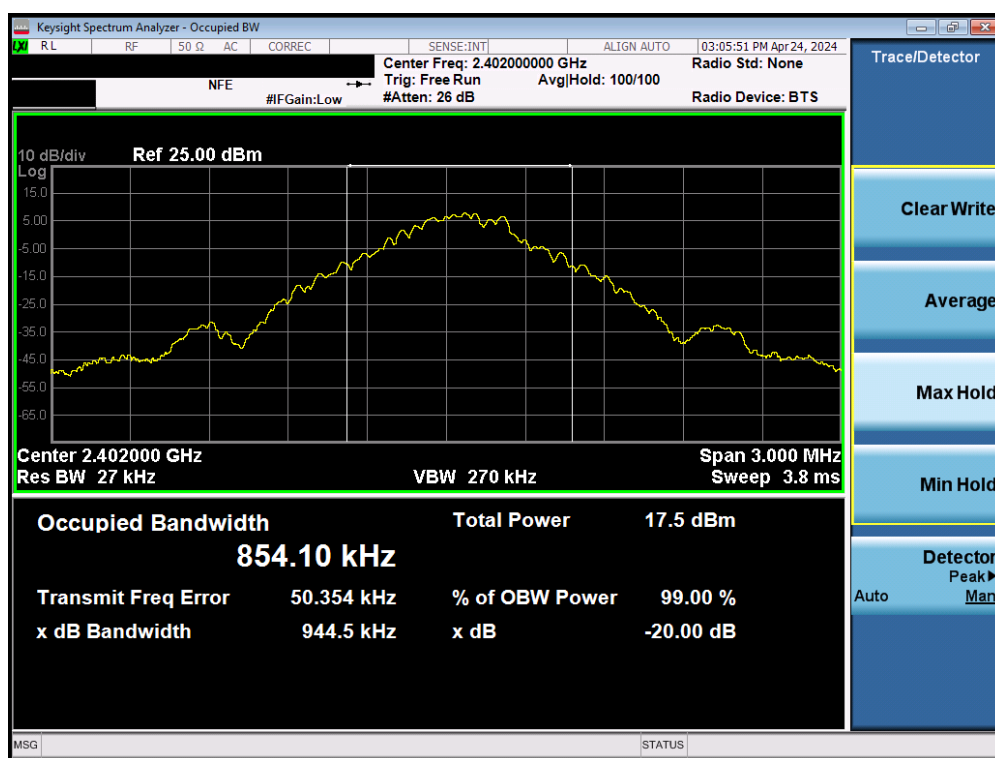 Keysight Spectrum Analyzer - Occupied BW
LXI RL RF 50 Ω AC CORREC SENSE:INT ALIGN AUTO 03:05:51 PM Apr 24, 2024
Center Freq: 2.402000000 GHz Radio Std: None
NFE Trig: Free Run Avg|Hold: 100/100
#IFGain:Low #Atten: 26 dB Radio Device: BTS
10 dB/div Ref 25.00 dBm
Log
15.0
5.00
-5.00
-15.0
-25.0
-35.0
-45.0
-55.0
-65.0
Center 2.402000 GHz Span 3.000 MHz
Res BW 27 kHz VBW 270 kHz Sweep 3.8 ms
Occupied Bandwidth Total Power 17.5 dBm
854.10 kHz
Transmit Freq Error 50.354 kHz % of OBW Power 99.00 %
x dB Bandwidth 944.5 kHz x dB -20.00 dB
MSG STATUS
Trace/Detector
Clear Write
Average
Max Hold
Min Hold
Detector
Peak
Auto Man